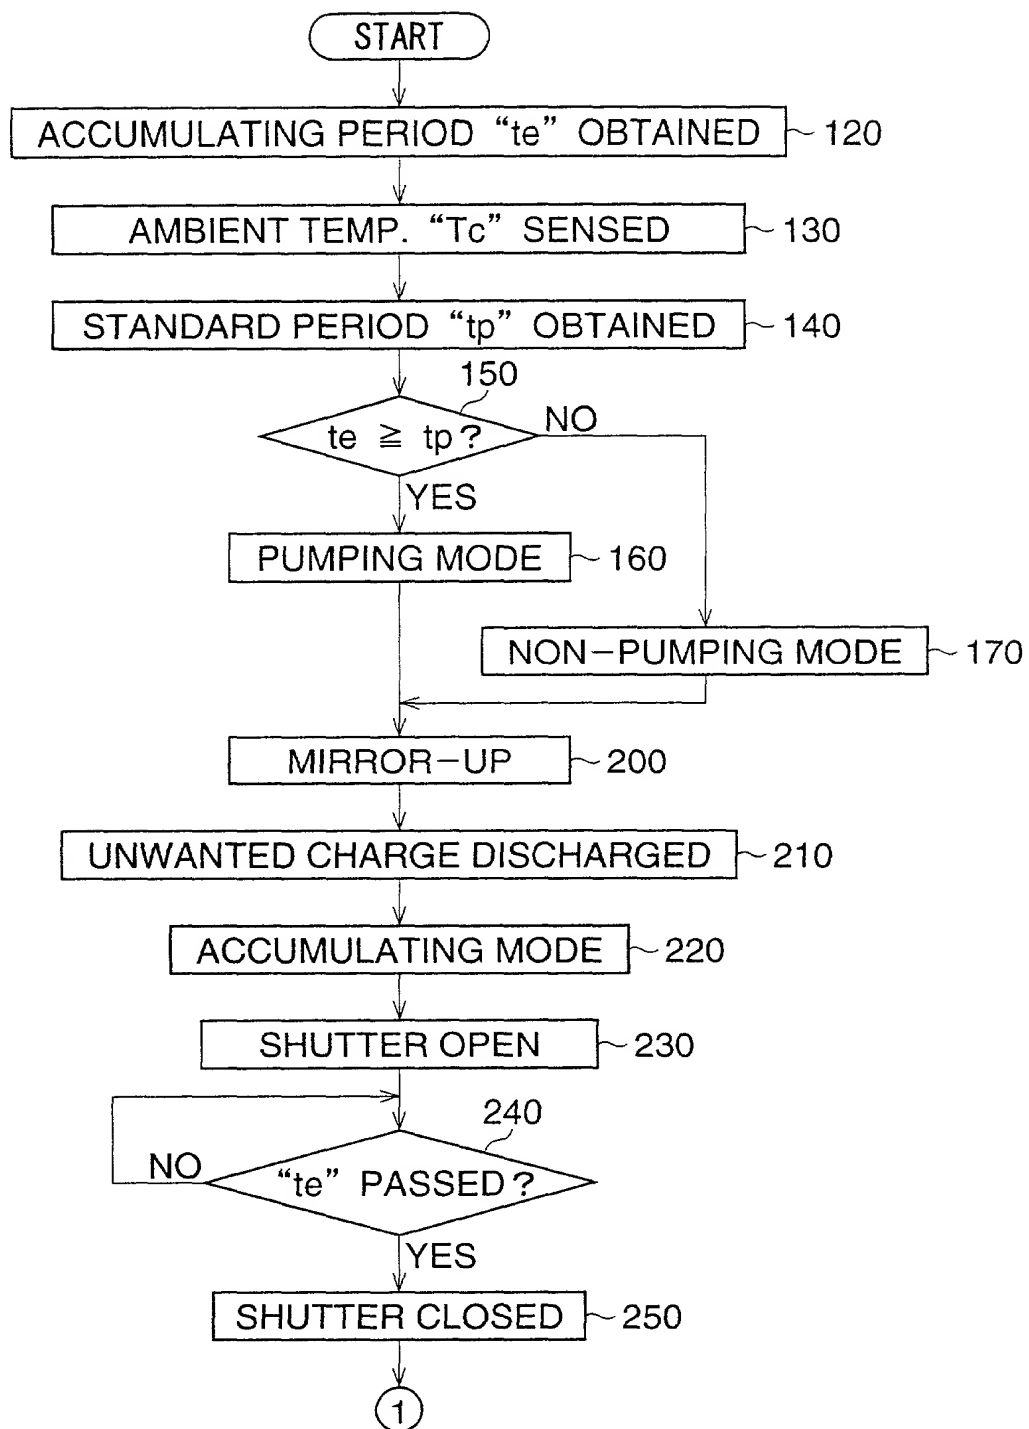 START
ACCUMULATING PERIOD “te” OBTAINED
120
AMBIENT TEMP. “Tc” SENSED
130
STANDARD PERIOD “tp” OBTAINED
140
150
te ≧ tp?
NO
YES
PUMPING MODE
160
NON-PUMPING MODE
170
MIRROR-UP
200
UNWANTED CHARGE DISCHARGED
210
ACCUMULATING MODE
220
SHUTTER OPEN
230
240
NO
“te” PASSED?
YES
SHUTTER CLOSED
250
1